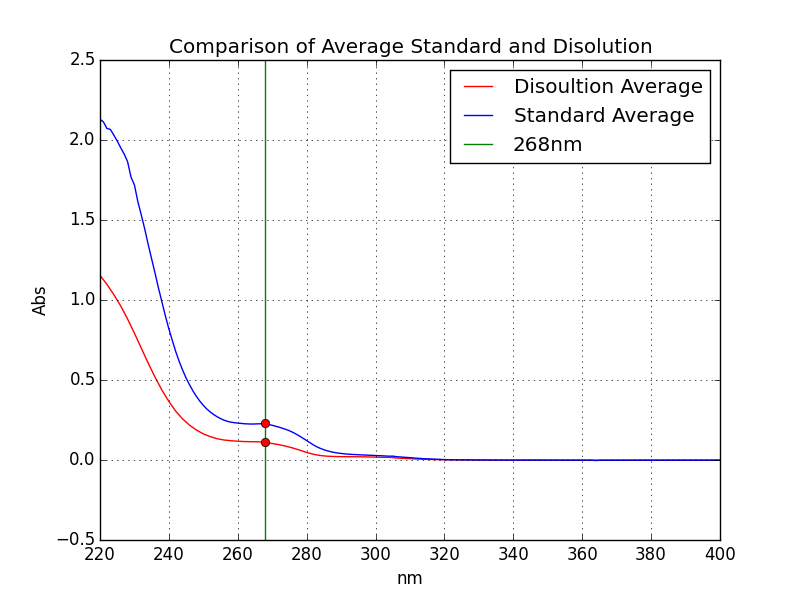 Comparison of Average Standard and Disolution
Disoultion Average
Standard Average
268nm
2.5
2.0
1.5
1.0
0.5
0.0
−0.5
Abs
220 240 260 280 300 320 340 360 380 400
nm